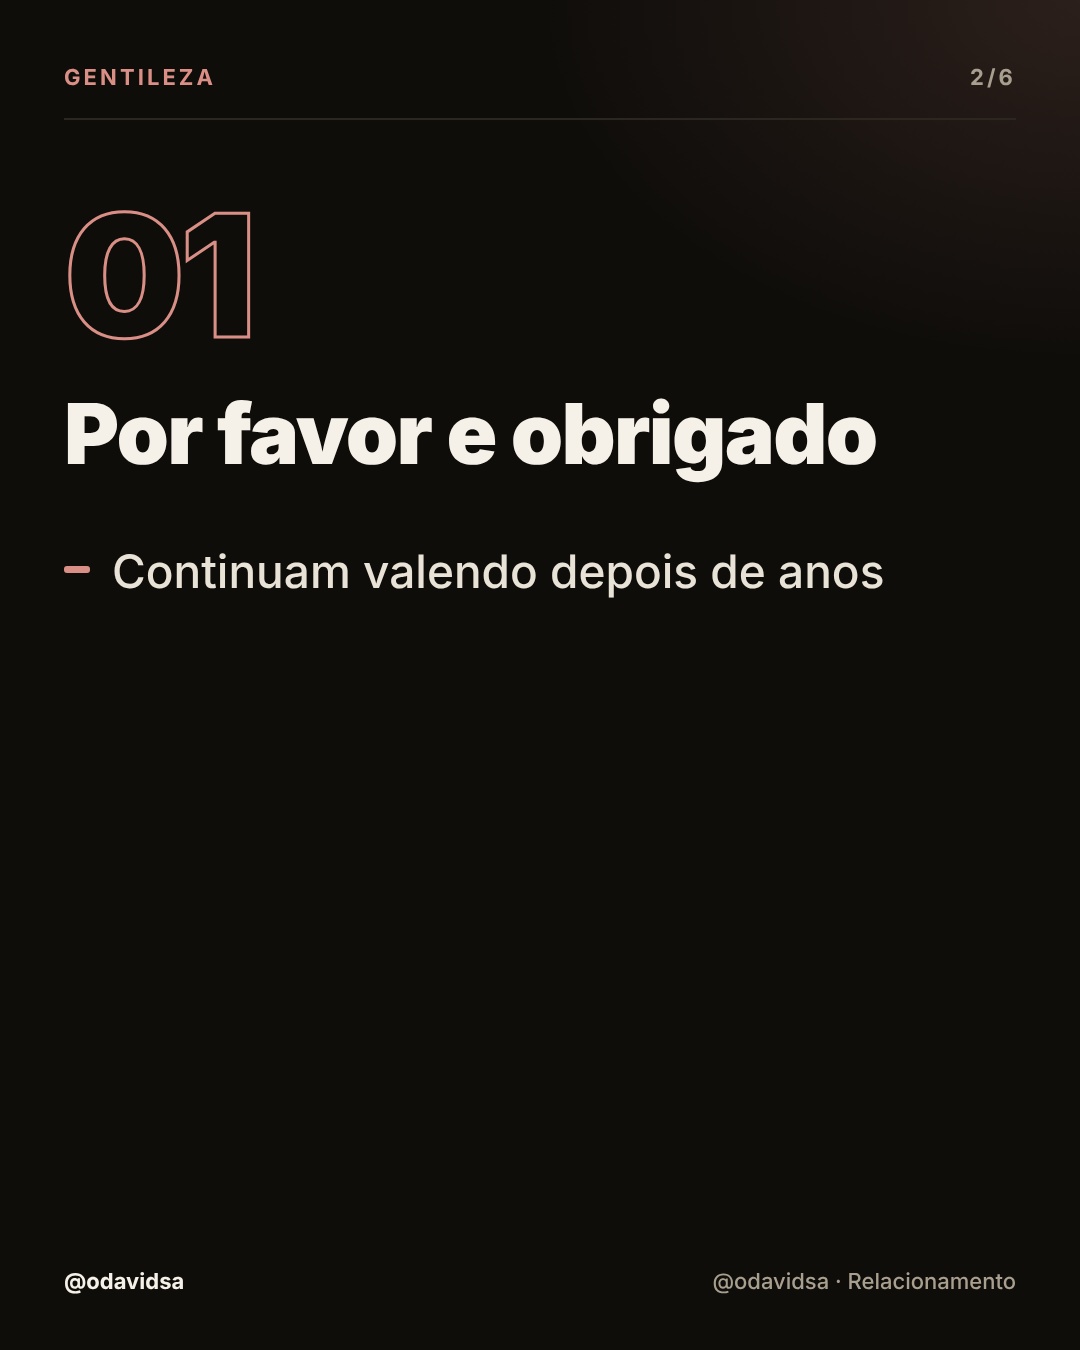 GENTILEZA
2/6
01
Por favor e obrigado
Continuam valendo depois de anos
@odavidsa
@odavidsa · Relacionamento